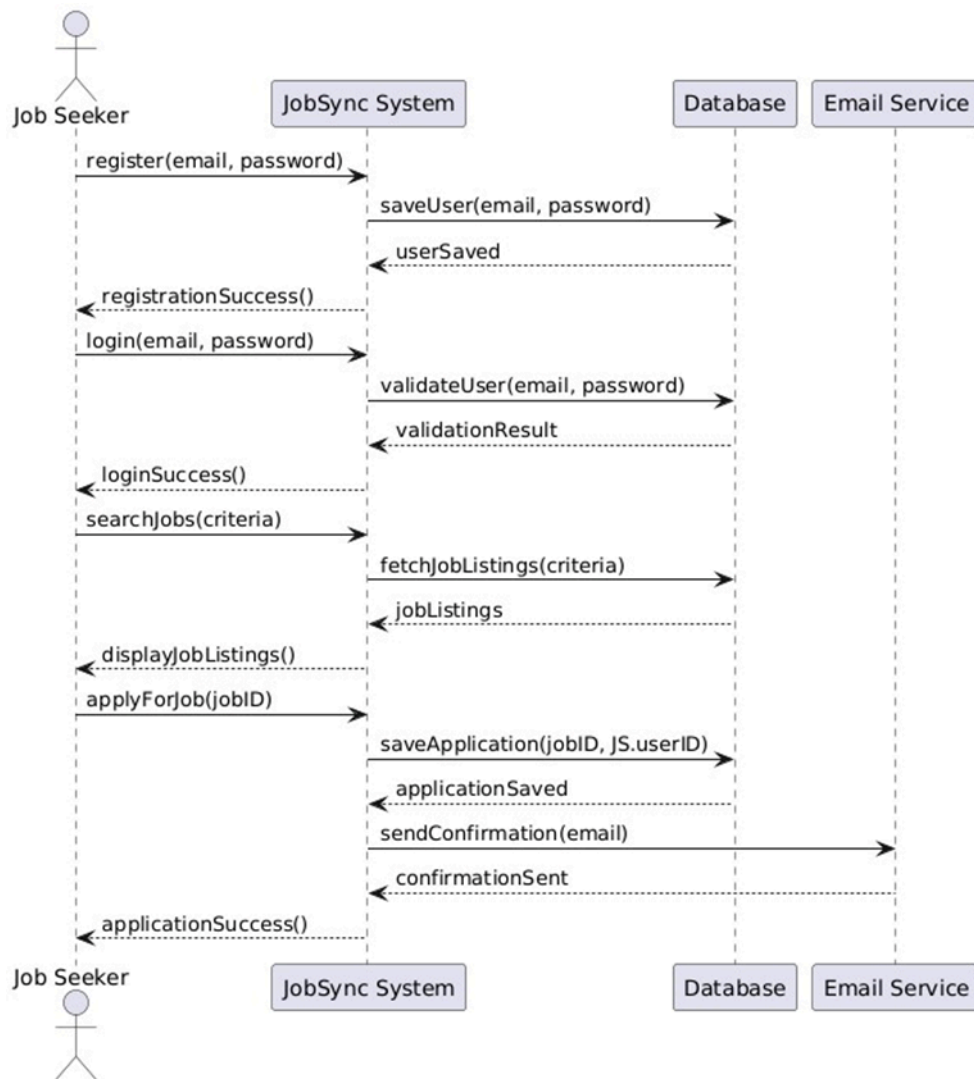 Job Seeker
JobSync System
Database
Email Service
register(email, password)
saveUser(email, password)
userSaved
registrationSuccess()
login(email, password)
validateUser(email, password)
validationResult
loginSuccess()
searchJobs(criteria)
fetchJobListings(criteria)
jobListings
displayJobListings()
applyForJob(jobID)
saveApplication(jobID, JS.userID)
applicationSaved
sendConfirmation(email)
confirmationSent
applicationSuccess()
Job Seeker
JobSync System
Database
Email Service